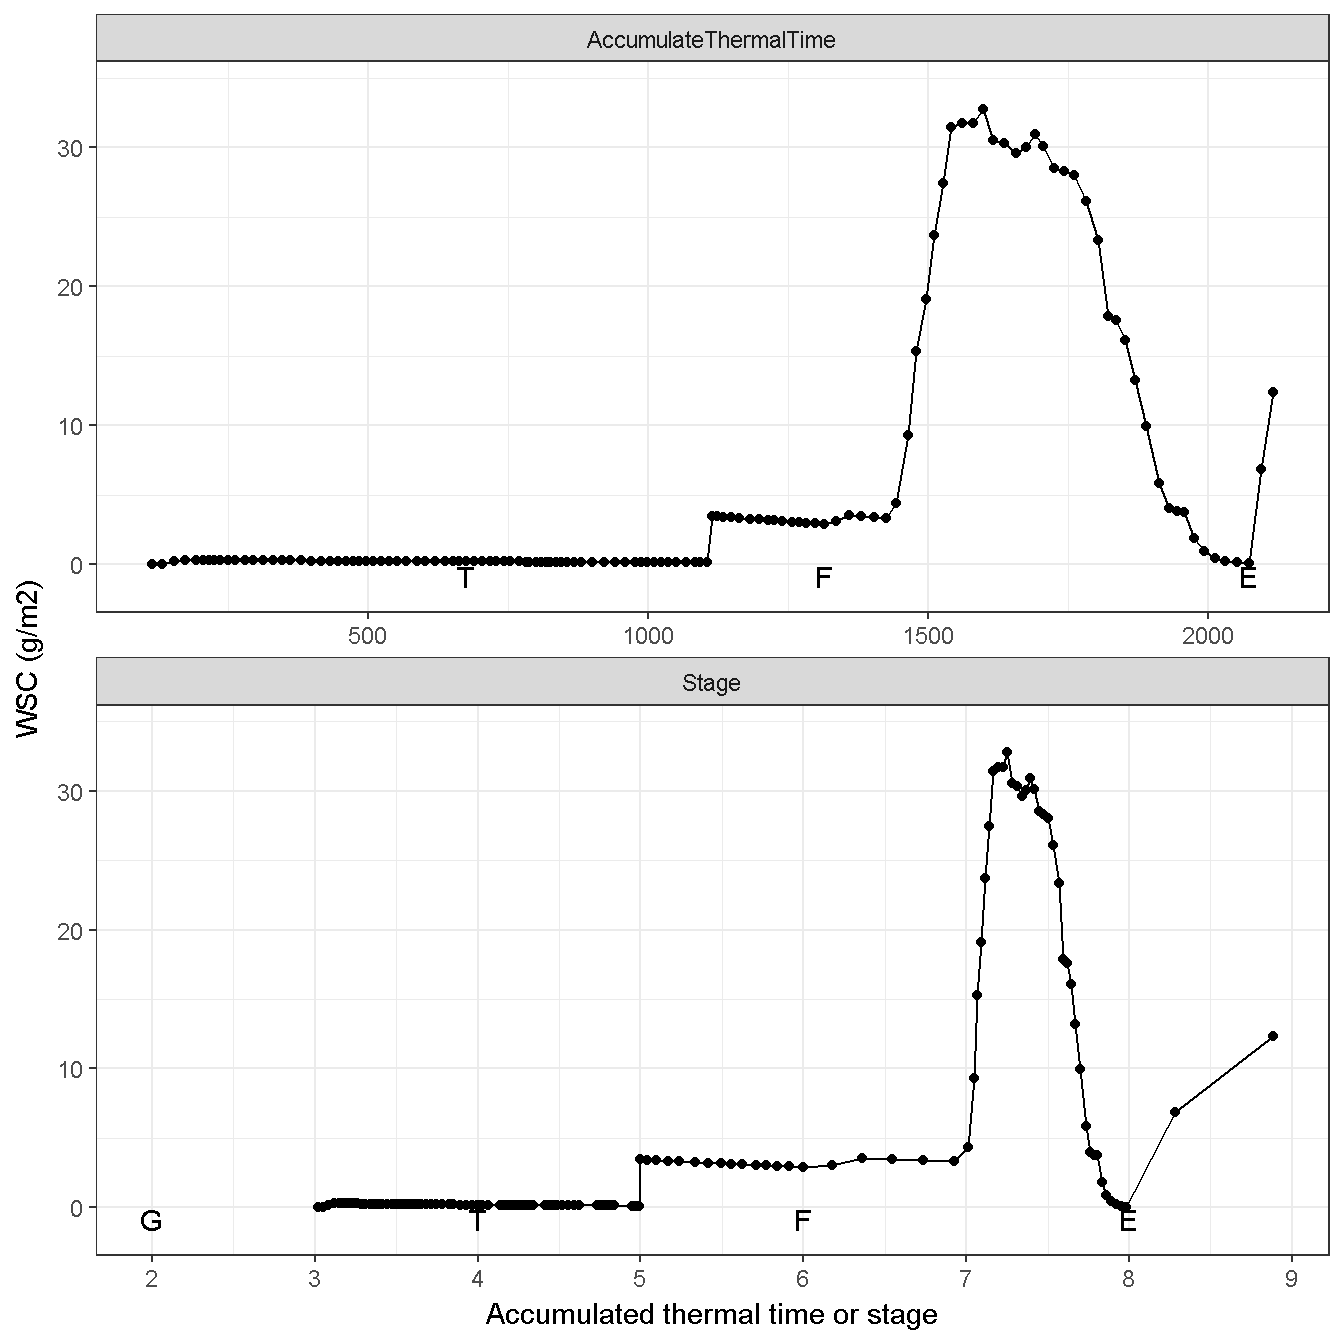 AccumulateThermalTime
30
20
10
0
T F E
500 1000 1500 2000
WSC (g/m2)
Stage
30
20
10
0
G T F E
2 3 4 5 6 7 8 9
Accumulated thermal time or stage